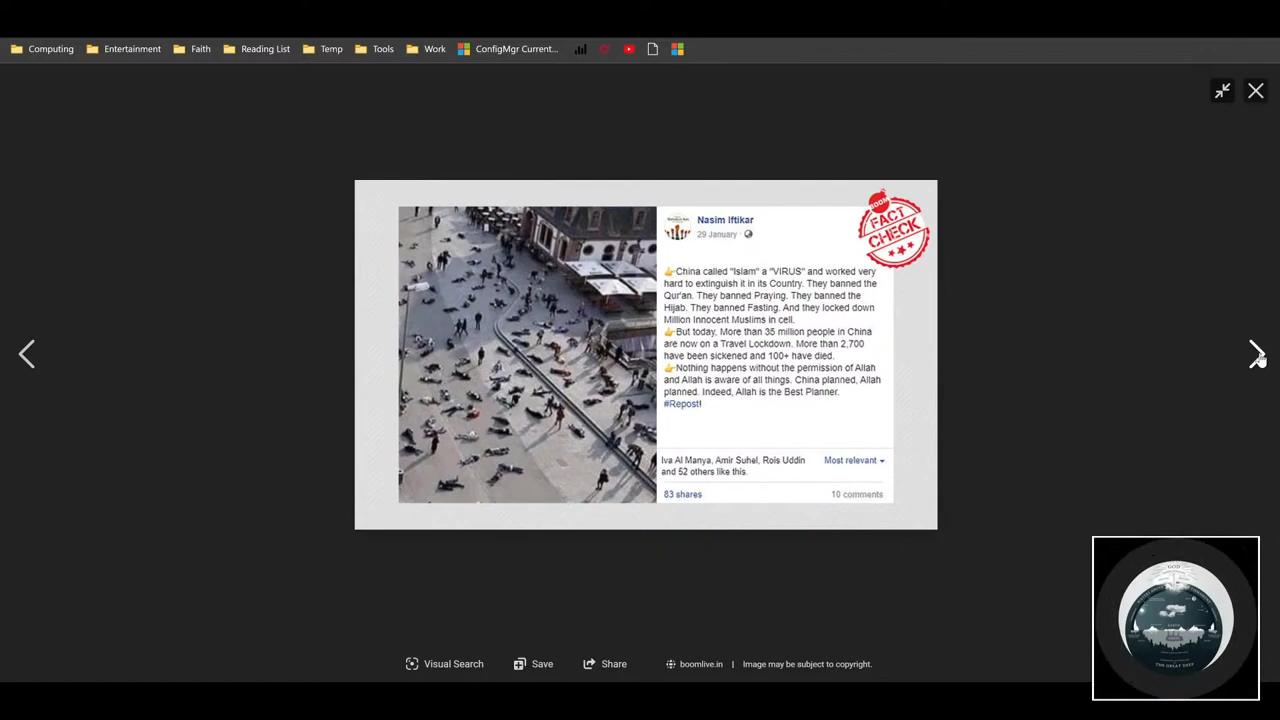 Computing
Entertainment
Faith
Reading List
Temp
Tools
Work
ConfigMgr Current...
BOOM
FACT
CHECK
Nasim Iftikar
29 January ·
👉China called "Islam" a "VIRUS" and worked very
hard to extinguish it in its Country. They banned the
Qur'an. They banned Praying. They banned the
Hijab. They banned Fasting. And they locked down
Million Innocent Muslims in cell.
👉But today, More than 35 million people in China
are now on a Travel Lockdown. More than 2,700
have been sickened and 100+ have died.
👉Nothing happens without the permission of Allah
and Allah is aware of all things. China planned, Allah
planned. Indeed, Allah is the Best Planner.
#Repost!
Iva Al Manya, Amir Suhel, Rois Uddin
and 52 others like this.
Most relevant
83 shares
10 comments
GOD
EARTH
THE GREAT DEEP
Visual Search
Save
Share
boomlive.in | Image may be subject to copyright.